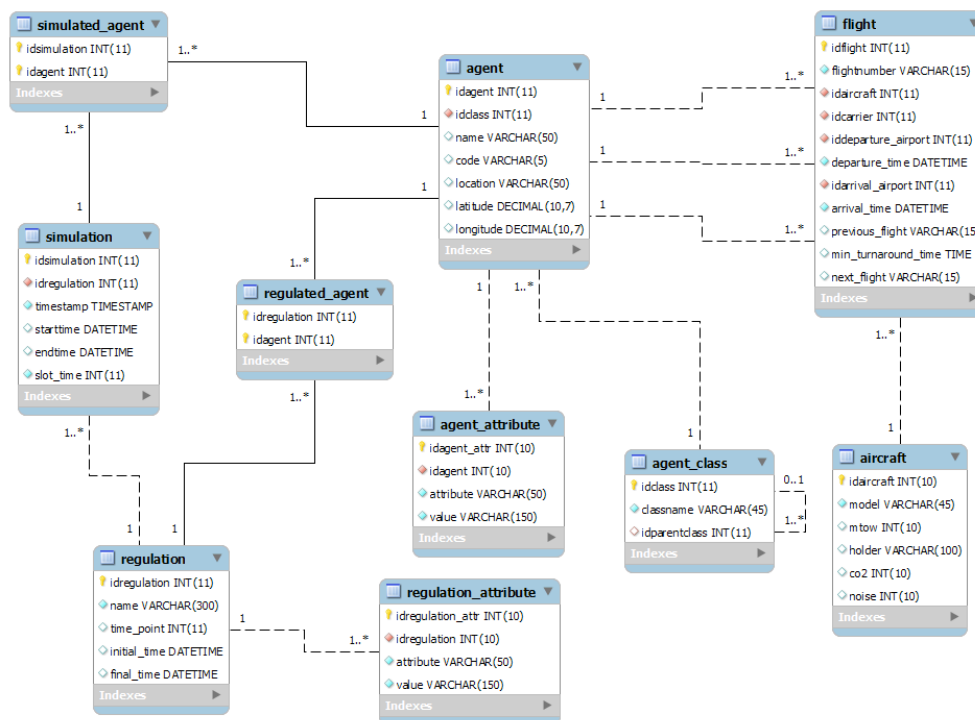 simulated_agent
idsimulation INT(11)
idagent INT(11)
Indexes
1..*
1..*
1
simulation
idsimulation INT(11)
idregulation INT(11)
timestamp TIMESTAMP
starttime DATETIME
endtime DATETIME
slot_time INT(11)
Indexes
1..*
1
agent
idagent INT(11)
idclass INT(11)
name VARCHAR(50)
code VARCHAR(5)
location VARCHAR(50)
latitude DECIMAL(10,7)
longitude DECIMAL(10,7)
Indexes
1
1
1
1
1
1
1..*
1..*
1..*
1..*
flight
idflight INT(11)
flightnumber VARCHAR(15)
idaircraft INT(11)
idcarrier INT(11)
iddeparture_airport INT(11)
departure_time DATETIME
idarrival_airport INT(11)
arrival_time DATETIME
previous_flight VARCHAR(15
min_turnaround_time TIME
next_flight VARCHAR(15)
Indexes
1..*
1
1..*
regulated_agent
idregulation INT(11)
idagent INT(11)
Indexes
1..*
1
1..*
agent_attribute
idagent_attr INT(10)
idagent INT(10)
attribute VARCHAR(50)
value VARCHAR(150)
Indexes
1
agent_class
idclass INT(11)
classname VARCHAR(45)
idparentclass INT(11)
Indexes
0..1
1..*
aircraft
idaircraft INT(10)
model VARCHAR(45)
mtow INT(10)
holder VARCHAR(100)
co2 INT(10)
noise INT(10)
Indexes
regulation
idregulation INT(11)
name VARCHAR(300)
time_point INT(11)
initial_time DATETIME
final_time DATETIME
Indexes
1
1..*
regulation_attribute
idregulation_attr INT(10)
idregulation INT(10)
attribute VARCHAR(50)
value VARCHAR(150)
Indexes